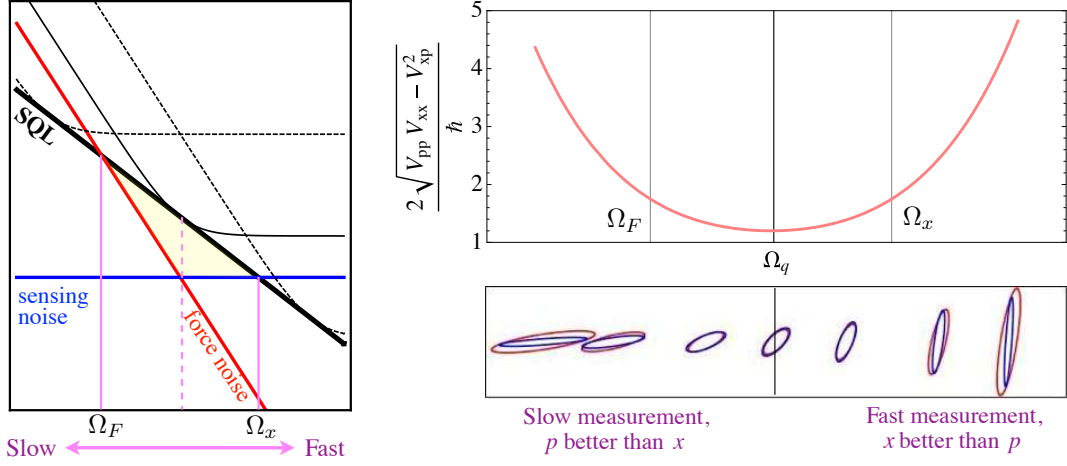 SQL
sensing
noise
force noise
Ω_F
Ω_x
Slow
Fast
2 √(V_pp V_xx − V_xp^2)
ħ
5
4
3
2
1
Ω_F
Ω_x
Ω_q
Slow measurement,
p better than x
Fast measurement,
x better than p